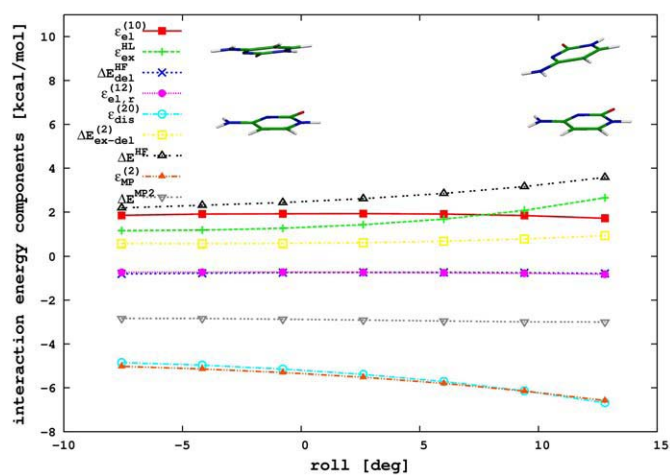 ε_el^(10)
ε_ex^HL
ΔE_del^HF
ε_el,r^(12)
ε_dis^(20)
ΔE_ex-del^(2)
ΔE^HF
ε_MP^(2)
ΔE^MP2
interaction energy components [kcal/mol]
10
8
6
4
2
0
-2
-4
-6
-8
-10
-5
0
5
10
15
roll [deg]